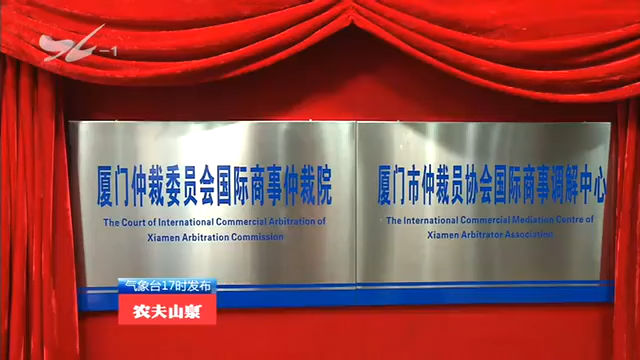 -1
厦门仲裁委员会国际商事仲裁院
The Court of International Commercial Arbitration of
Xiamen Arbitration Commission
厦门市仲裁员协会国际商事调解中心
The International Commercial Mediation Centre of
Xiamen Arbitrator Association
气象台17时发布
农夫山泉